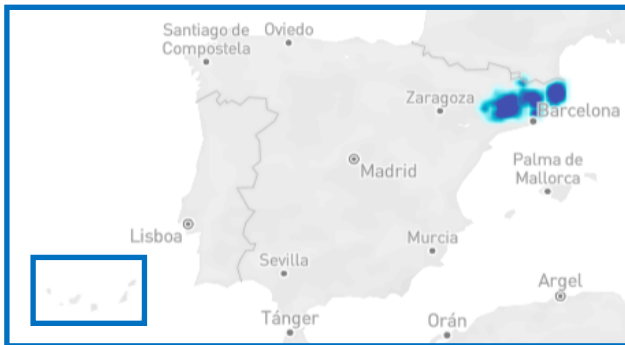 Santiago de
Compostela
Oviedo
Zaragoza
Barcelona
Madrid
Palma de
Mallorca
Lisboa
Murcia
Sevilla
Argel
Tánger
Orán